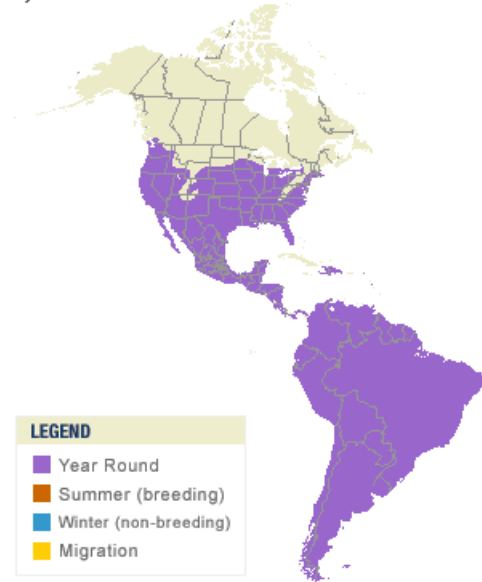 LEGEND
Year Round
Summer (breeding)
Winter (non-breeding)
Migration